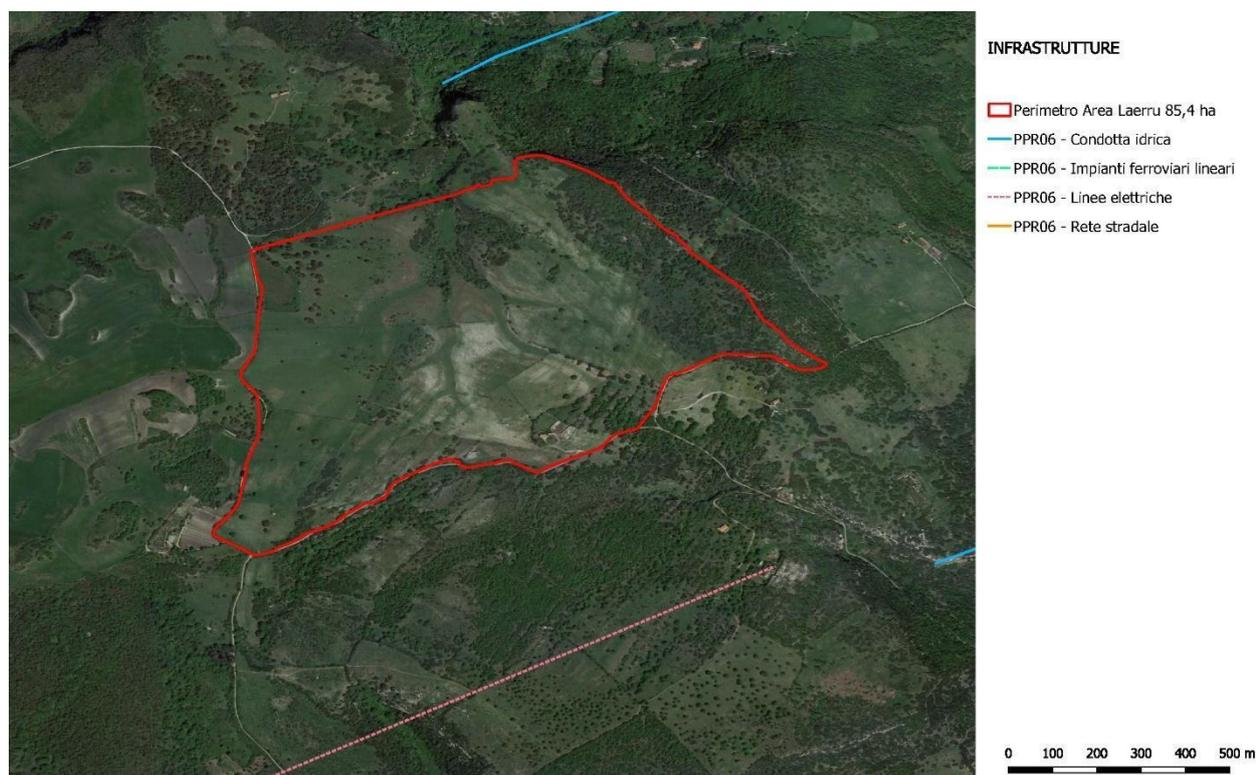 INFRASTRUTTURE
Perimetro Area Laerru 85,4 ha
PPR06 - Condotta idrica
PPR06 - Impianti ferroviari lineari
PPR06 - Linee elettriche
PPR06 - Rete stradale
0 100 200 300 400 500 m